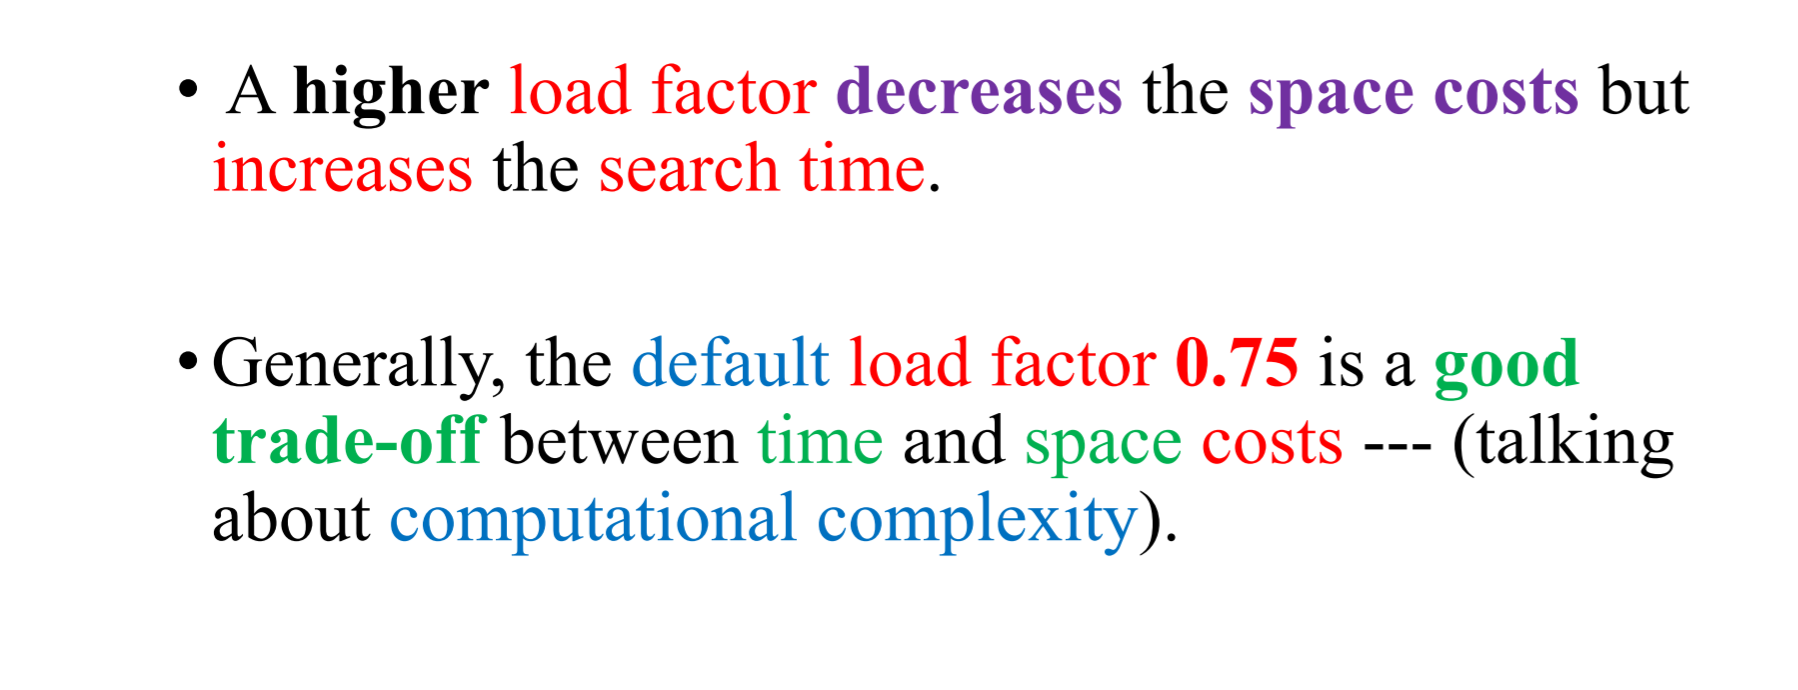 • A higher load factor decreases the space costs but
increases the search time.
• Generally, the default load factor 0.75 is a good
trade-off between time and space costs --- (talking
about computational complexity).